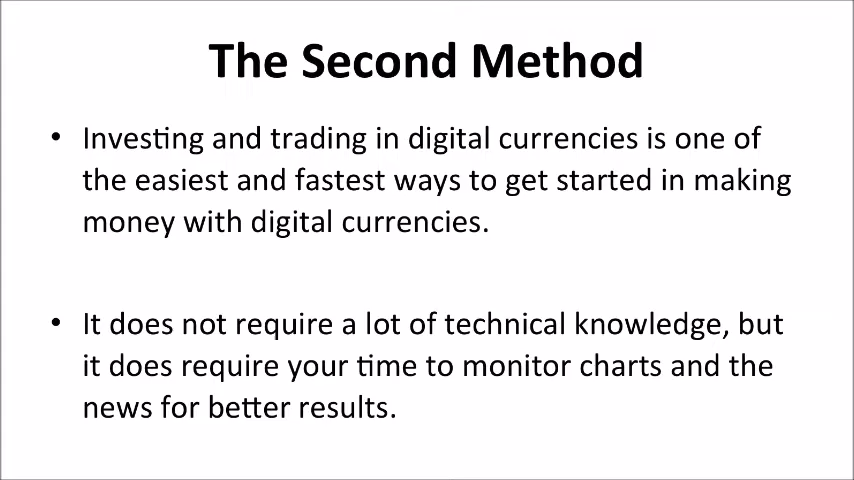 The Second Method
• Investing and trading in digital currencies is one of
the easiest and fastest ways to get started in making
money with digital currencies.
• It does not require a lot of technical knowledge, but
it does require your time to monitor charts and the
news for better results.